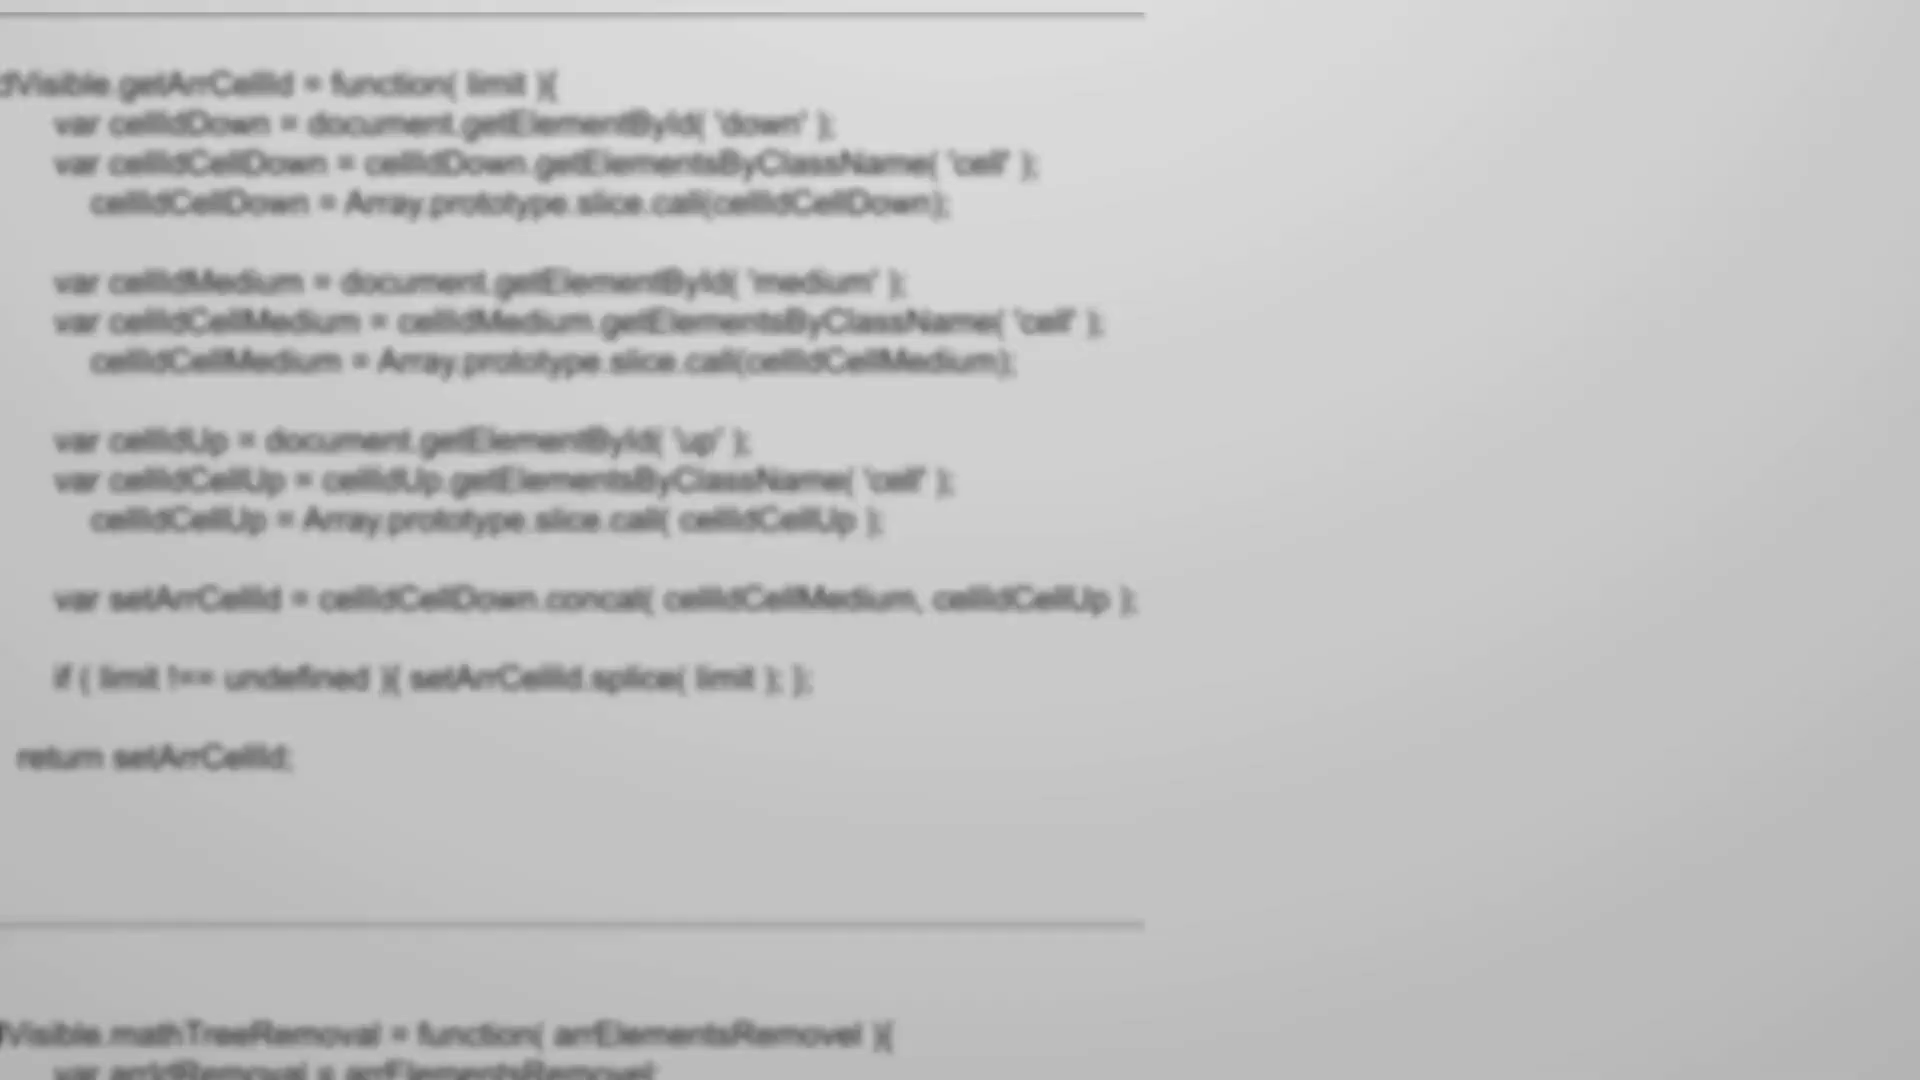 dVisible.getArrCellId = function( limit ){
var cellIdDown = document.getElementById( 'down' );
var cellIdCellDown = cellIdDown.getElementsByClassName( 'cell' );
cellIdCellDown = Array.prototype.slice.call(cellIdCellDown);
var cellIdMedium = document.getElementById( 'medium' );
var cellIdCellMedium = cellIdMedium.getElementsByClassName( 'cell' );
cellIdCellMedium = Array.prototype.slice.call(cellIdCellMedium);
var cellIdUp = document.getElementById( 'up' );
var cellIdCellUp = cellIdUp.getElementsByClassName( 'cell' );
cellIdCellUp = Array.prototype.slice.call( cellIdCellUp );
var setArrCellId = cellIdCellDown.concat( cellIdCellMedium, cellIdCellUp );
if ( limit !== undefined ){ setArrCellId.splice( limit ); };
return setArrCellId;
Visible.mathTreeRemoval = function( arrElementsRemovel ){
var arrIdRemoval = arrElementsRemovel;